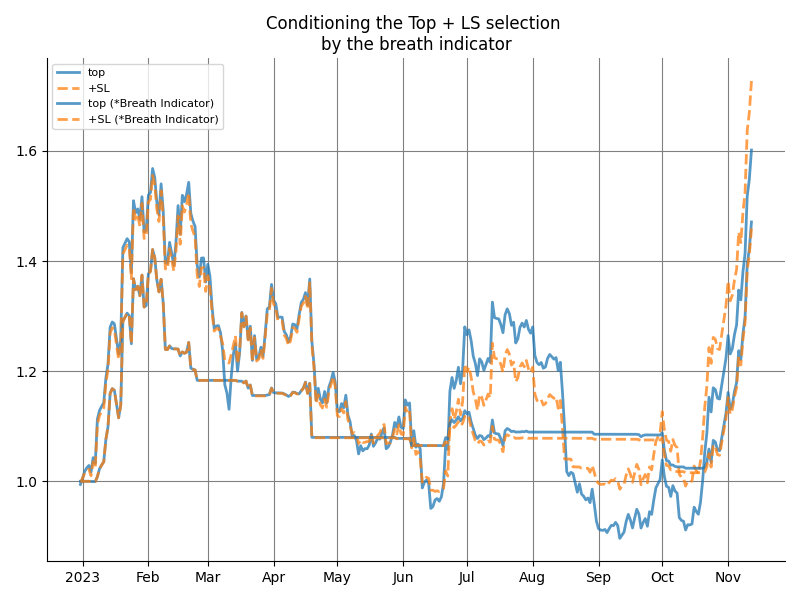 Conditioning the Top + LS selection
by the breath indicator
top
+SL
top (*Breath Indicator)
+SL (*Breath Indicator)
1.6
1.4
1.2
1.0
2023 Feb Mar Apr May Jun Jul Aug Sep Oct Nov